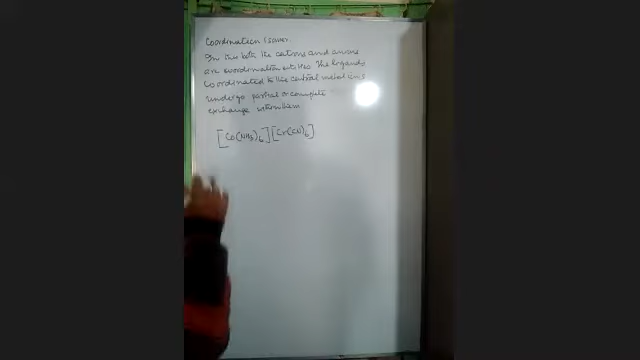 Coordination Isomer.
In this both the cations and anions
are coordination entities The ligands
coordinated to the central metal ions
undergo partial or complete
exchange
[Co(NH3)6][Cr(CN)6]